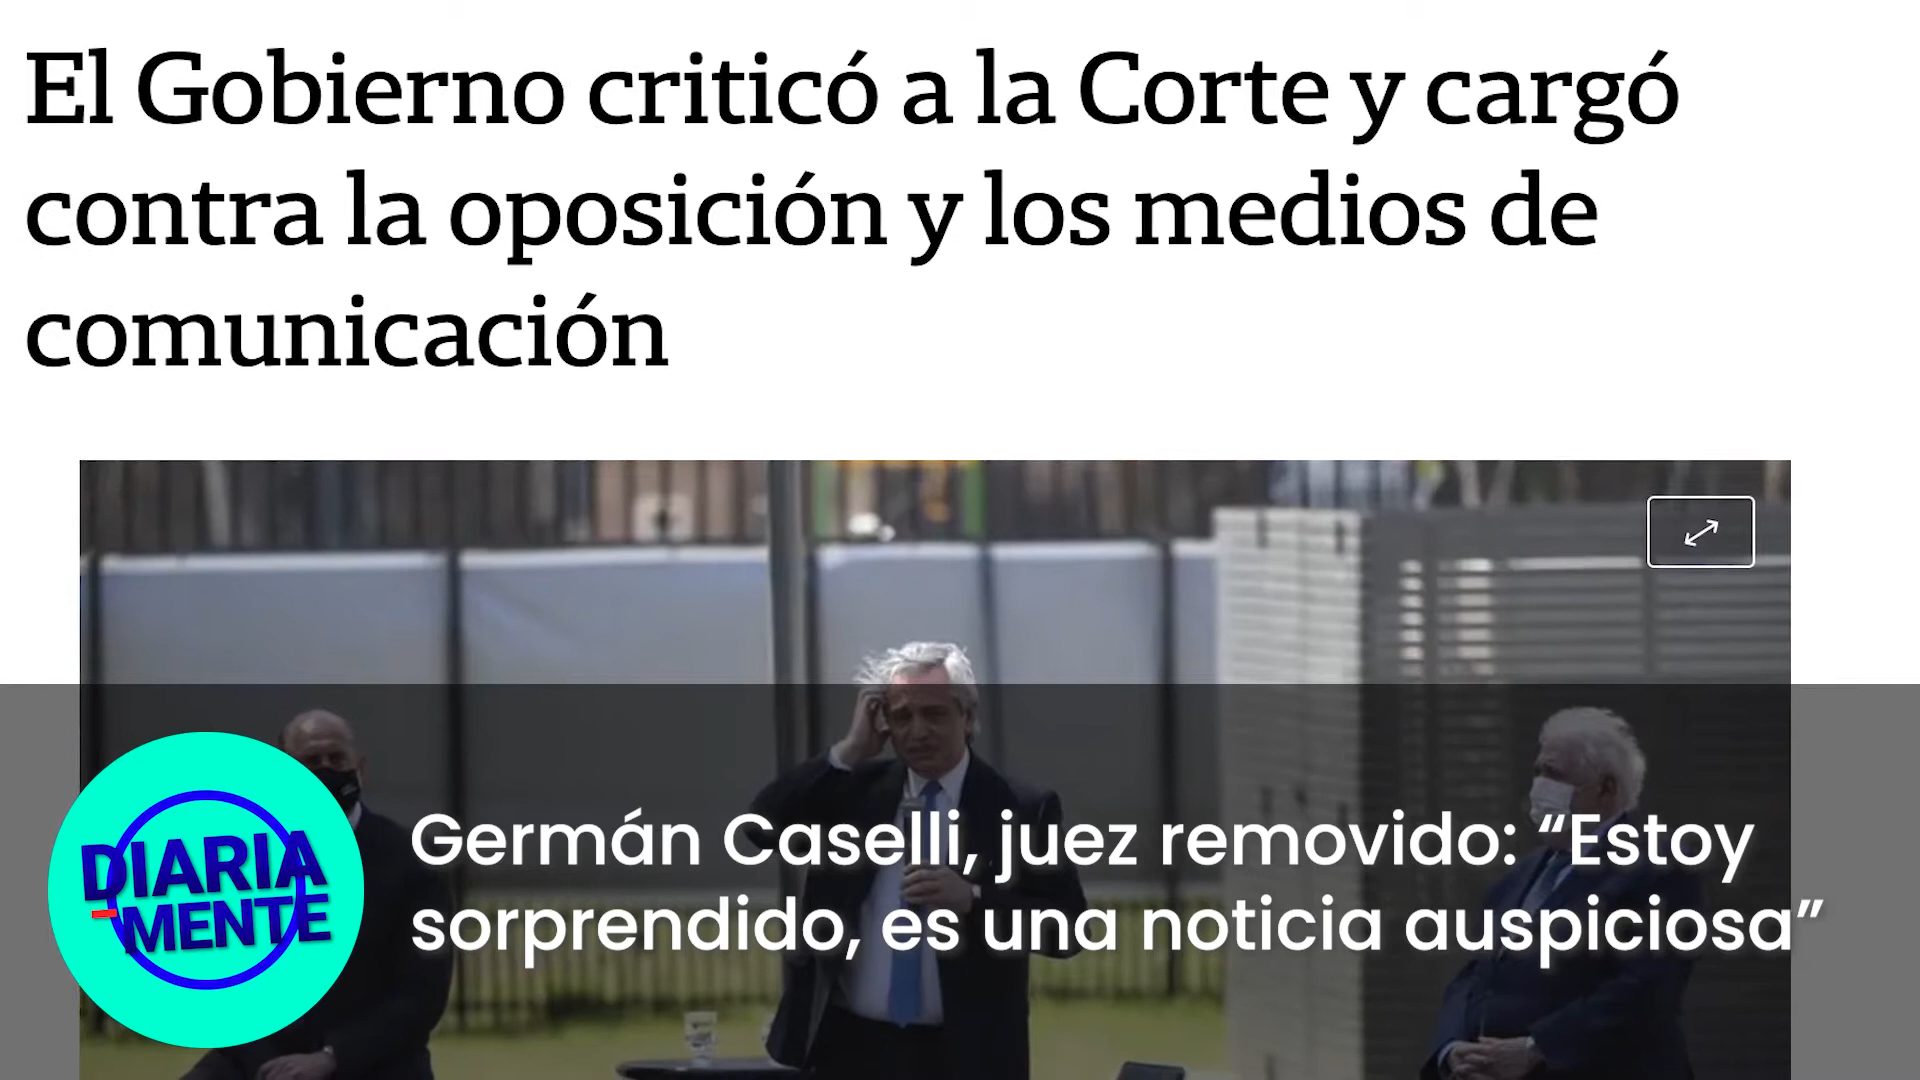 El Gobierno criticó a la Corte y cargó
contra la oposición y los medios de
comunicación
DIARIA
-MENTE
Germán Caselli, juez removido: “Estoy
sorprendido, es una noticia auspiciosa”